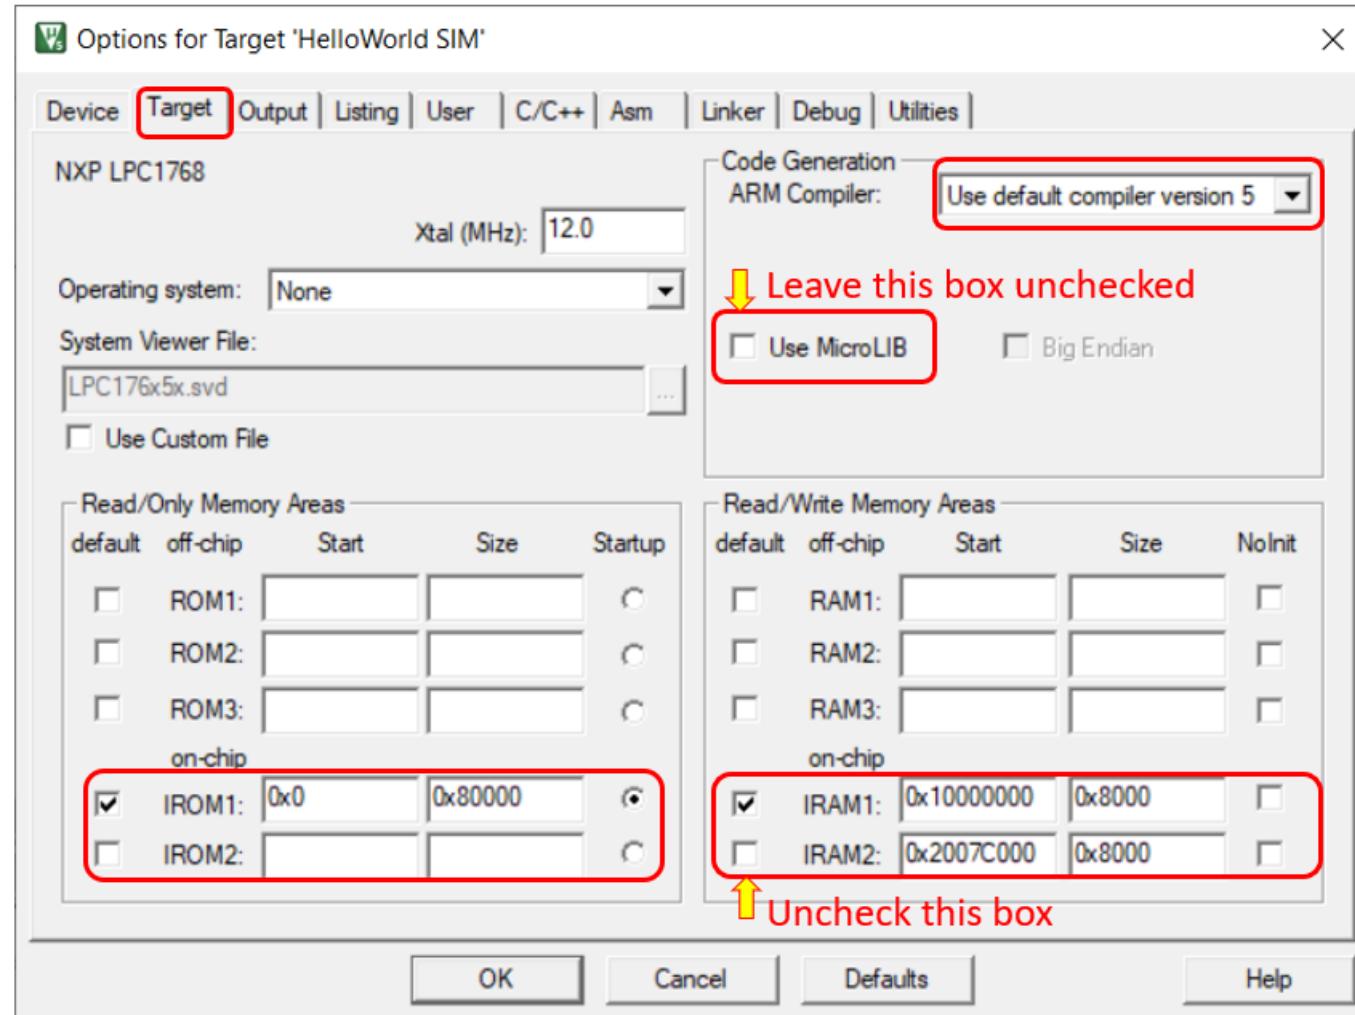 Options for Target 'HelloWorld SIM'
Device Target Output Listing User C/C++ Asm Linker Debug Utilities
NXP LPC1768
Xtal (MHz): 12.0
Operating system: None
System Viewer File:
LPC176x5x.svd ...
Use Custom File
Code Generation
ARM Compiler: Use default compiler version 5
Leave this box unchecked
Use MicroLIB Big Endian
Read/Only Memory Areas
default off-chip Start Size Startup
ROM1:
ROM2:
ROM3:
on-chip
IROM1: 0x0 0x80000
IROM2:
Read/Write Memory Areas
default off-chip Start Size NoInit
RAM1:
RAM2:
RAM3:
on-chip
IRAM1: 0x10000000 0x8000
IRAM2: 0x2007C000 0x8000
Uncheck this box
OK Cancel Defaults Help